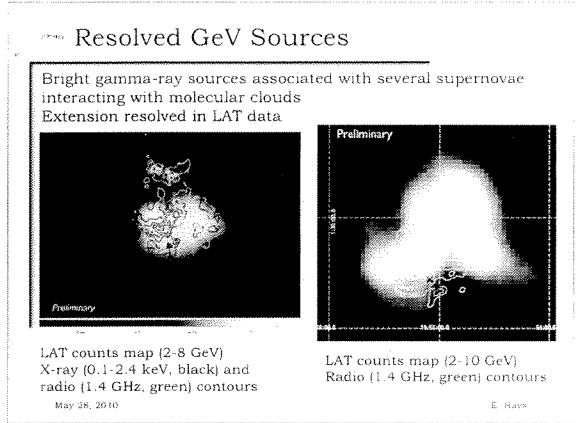 Resolved GeV Sources
Bright gamma-ray sources associated with several supernovae
interacting with molecular clouds
Extension resolved in LAT data
Preliminary
Preliminary
LAT counts map (2-8 GeV)
X-ray (0.1-2.4 keV, black) and
radio (1.4 GHz, green) contours
LAT counts map (2-10 GeV)
Radio (1.4 GHz, green) contours
May 28, 2010
E. Hays